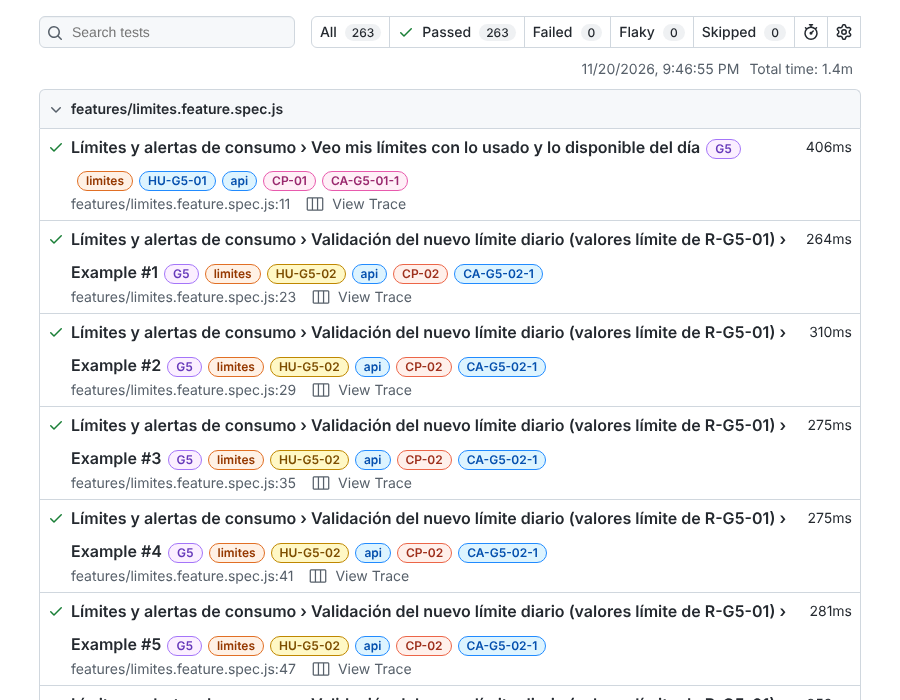 Search tests
All 263 Passed 263 Failed 0 Flaky 0 Skipped 0
11/20/2026, 9:46:55 PM Total time: 1.4m
features/limites.feature.spec.js
Límites y alertas de consumo › Veo mis límites con lo usado y lo disponible del día G5 406ms
limites HU-G5-01 api CP-01 CA-G5-01-1
features/limites.feature.spec.js:11 View Trace
Límites y alertas de consumo › Validación del nuevo límite diario (valores límite de R-G5-01) › 264ms
Example #1 G5 limites HU-G5-02 api CP-02 CA-G5-02-1
features/limites.feature.spec.js:23 View Trace
Límites y alertas de consumo › Validación del nuevo límite diario (valores límite de R-G5-01) › 310ms
Example #2 G5 limites HU-G5-02 api CP-02 CA-G5-02-1
features/limites.feature.spec.js:29 View Trace
Límites y alertas de consumo › Validación del nuevo límite diario (valores límite de R-G5-01) › 275ms
Example #3 G5 limites HU-G5-02 api CP-02 CA-G5-02-1
features/limites.feature.spec.js:35 View Trace
Límites y alertas de consumo › Validación del nuevo límite diario (valores límite de R-G5-01) › 275ms
Example #4 G5 limites HU-G5-02 api CP-02 CA-G5-02-1
features/limites.feature.spec.js:41 View Trace
Límites y alertas de consumo › Validación del nuevo límite diario (valores límite de R-G5-01) › 281ms
Example #5 G5 limites HU-G5-02 api CP-02 CA-G5-02-1
features/limites.feature.spec.js:47 View Trace